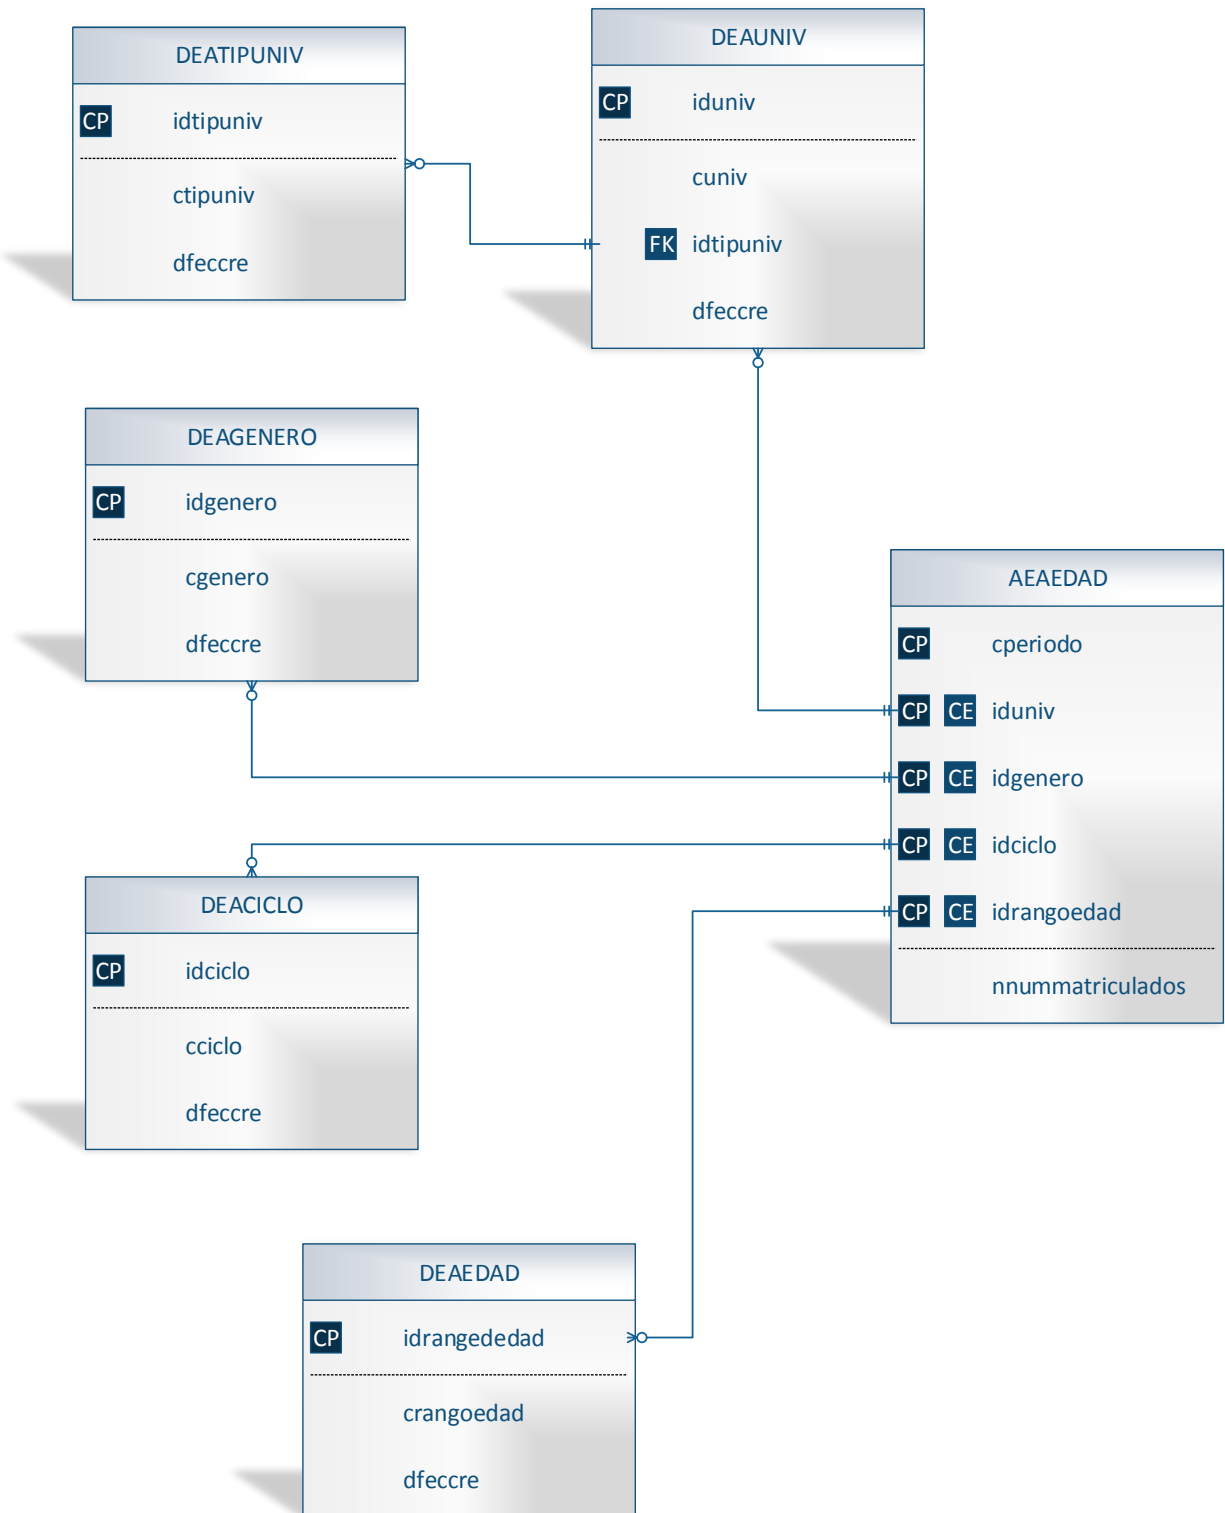 DEATIPUNIV
CP idtipuniv
ctipuniv
dfeccre
DEAUNIV
CP iduniv
cuniv
FK idtipuniv
dfeccre
DEAGENERO
CP idgenero
cgenero
dfeccre
AEAEDAD
CP cperiodo
CP CE iduniv
CP CE idgenero
CP CE idciclo
CP CE idrangoedad
nnummatriculados
DEACICLO
CP idciclo
cciclo
dfeccre
DEAEDAD
CP idrangededad
crangoedad
dfeccre